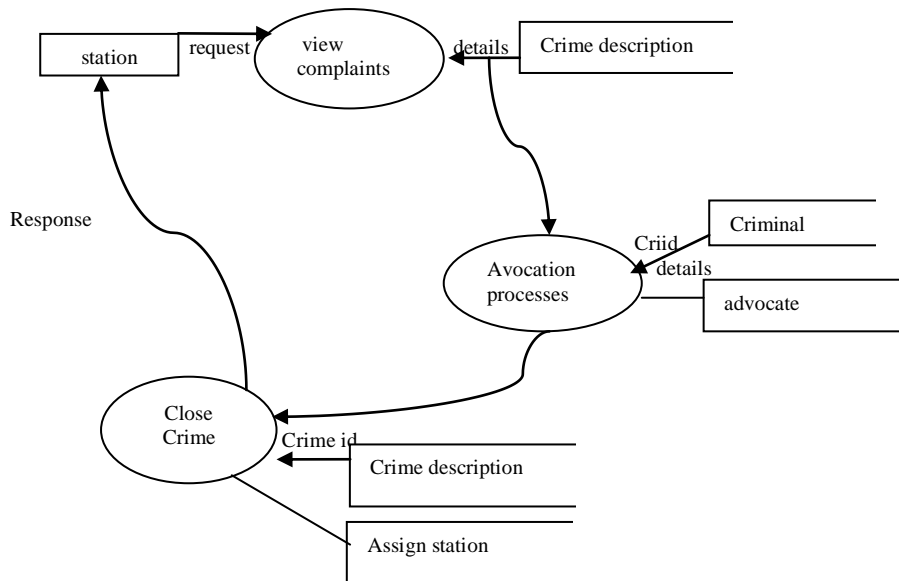 station
request
view
complaints
details
Crime description
Response
Criid
details
Criminal
Avocation
processes
advocate
Close
Crime
Crime id
Crime description
Assign station